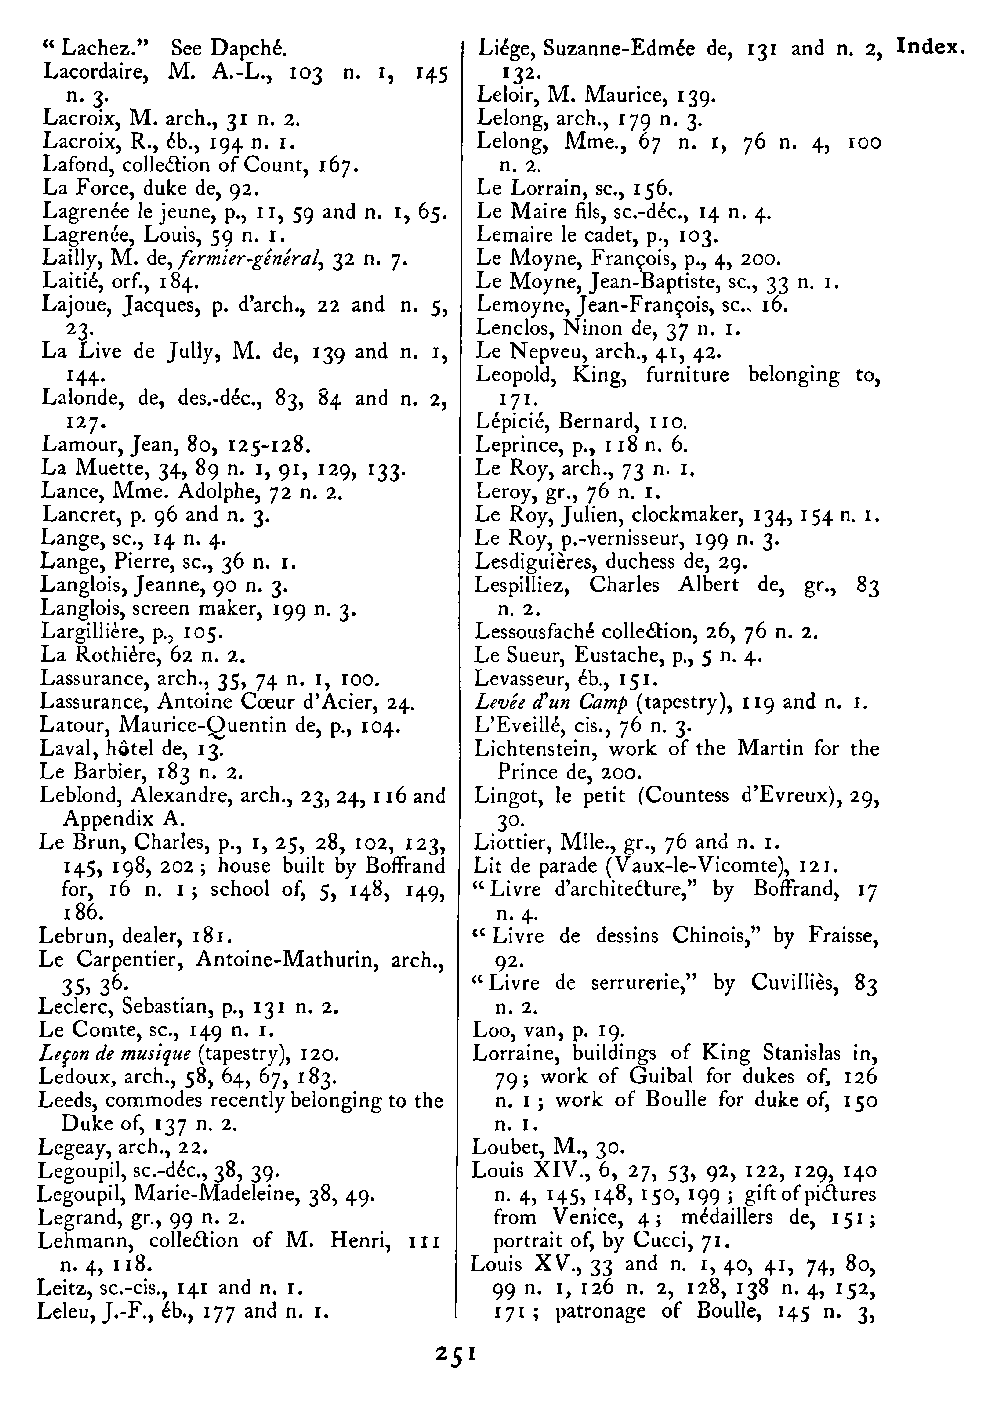 “ Lachez.” See Dapché.
Lacordaire, M. A.-L., 103 n. 1, 145
n. 3.
Lacroix, M. arch., 31 n. 2.
Lacroix, R., éb., 194 n. 1.
Lafond, collection of Count, 167.
La Force, duke de, 92.
Lagrenée le jeune, p., 11, 59 and n. 1, 65.
Lagrenée, Louis, 59 n. 1.
Lailly, M. de, fermier-général, 32 n. 7.
Laitié, orf., 184.
Lajoue, Jacques, p. d’arch., 22 and n. 5,
23.
La Live de Jully, M. de, 139 and n. 1,
144.
Lalonde, de, des.-déc., 83, 84 and n. 2,
127.
Lamour, Jean, 80, 125-128.
La Muette, 34, 89 n. 1, 91, 129, 133.
Lance, Mme. Adolphe, 72 n. 2.
Lancret, p. 96 and n. 3.
Lange, sc., 14 n. 4.
Lange, Pierre, sc., 36 n. 1.
Langlois, Jeanne, 90 n. 3.
Langlois, screen maker, 199 n. 3.
Largillière, p., 105.
La Rothière, 62 n. 2.
Lassurance, arch., 35, 74 n. 1, 100.
Lassurance, Antoine Cœur d’Acier, 24.
Latour, Maurice-Quentin de, p., 104.
Laval, hôtel de, 13.
Le Barbier, 183 n. 2.
Leblond, Alexandre, arch., 23, 24, 116 and
Appendix A.
Le Brun, Charles, p., 1, 25, 28, 102, 123,
145, 198, 202 ; house built by Boffrand
for, 16 n. 1 ; school of, 5, 148, 149,
186.
Lebrun, dealer, 181.
Le Carpentier, Antoine-Mathurin, arch.,
35, 36.
Leclerc, Sebastian, p., 131 n. 2.
Le Comte, sc., 149 n. 1.
Leçon de musique (tapestry), 120.
Ledoux, arch., 58, 64, 67, 183.
Leeds, commodes recently belonging to the
Duke of, 137 n. 2.
Legeay, arch., 22.
Legoupil, sc.-déc., 38, 39.
Legoupil, Marie-Madeleine, 38, 49.
Legrand, gr., 99 n. 2.
Lehmann, collection of M. Henri, 111
n. 4, 118.
Leitz, sc.-cis., 141 and n. 1.
Leleu, J.-F., éb., 177 and n. 1.
Liége, Suzanne-Edmée de, 131 and n. 2,
132.
Leloir, M. Maurice, 139.
Lelong, arch., 179 n. 3.
Lelong, Mme., 67 n. 1, 76 n. 4, 100
n. 2.
Le Lorrain, sc., 156.
Le Maire fils, sc.-déc., 14 n. 4.
Lemaire le cadet, p., 103.
Le Moyne, François, p., 4, 200.
Le Moyne, Jean-Baptiste, sc., 33 n. 1.
Lemoyne, Jean-François, sc., 16.
Lenclos, Ninon de, 37 n. 1.
Le Nepveu, arch., 41, 42.
Leopold, King, furniture belonging to,
171.
Lépicié, Bernard, 110.
Leprince, p., 118 n. 6.
Le Roy, arch., 73 n. 1.
Leroy, gr., 76 n. 1.
Le Roy, Julien, clockmaker, 134, 154 n. 1.
Le Roy, p.-vernisseur, 199 n. 3.
Lesdiguières, duchess de, 29.
Lespilliez, Charles Albert de, gr., 83
n. 2.
Lessousfaché collection, 26, 76 n. 2.
Le Sueur, Eustache, p., 5 n. 4.
Levasseur, éb., 151.
Levée d’un Camp (tapestry), 119 and n. 1.
L’Eveillé, cis., 76 n. 3.
Lichtenstein, work of the Martin for the
Prince de, 200.
Lingot, le petit (Countess d’Evreux), 29,
30.
Liottier, Mlle., gr., 76 and n. 1.
Lit de parade (Vaux-le-Vicomte), 121.
“ Livre d’architecture,” by Boffrand, 17
n. 4.
“ Livre de dessins Chinois,” by Fraisse,
92.
“ Livre de serrurerie,” by Cuvilliès, 83
n. 2.
Loo, van, p. 19.
Lorraine, buildings of King Stanislas in,
79 ; work of Guibal for dukes of, 126
n. 1 ; work of Boulle for duke of, 150
n. 1.
Loubet, M., 30.
Louis XIV., 6, 27, 53, 92, 122, 129, 140
n. 4, 145, 148, 150, 199 ; gift of pictures
from Venice, 4 ; médaillers de, 151 ;
portrait of, by Cucci, 71.
Louis XV., 33 and n. 1, 40, 41, 74, 80,
99 n. 1, 126 n. 2, 128, 138 n. 4, 152,
171 ; patronage of Boulle, 145 n. 3,
Index.
251